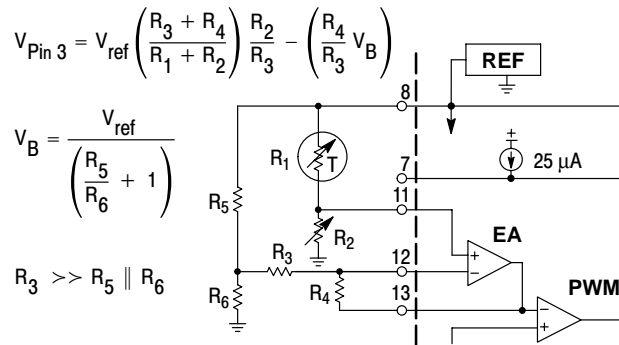 V_Pin 3 = V_ref ( (R_3 + R_4) / (R_1 + R_2) ) R_2 / R_3 − ( R_4 / R_3 V_B )
V_B = V_ref / ( R_5 / R_6 + 1 )
R_3 >> R_5 ∥ R_6
REF
8
R_1
T
7
25 µA
11
R_5
R_2
EA
R_3
12
+
−
PWM
R_6
R_4
13
−
+
+